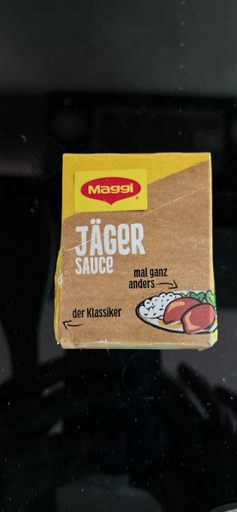 Maggi
JÄGER
SAUCE
mal ganz
anders
der Klassiker